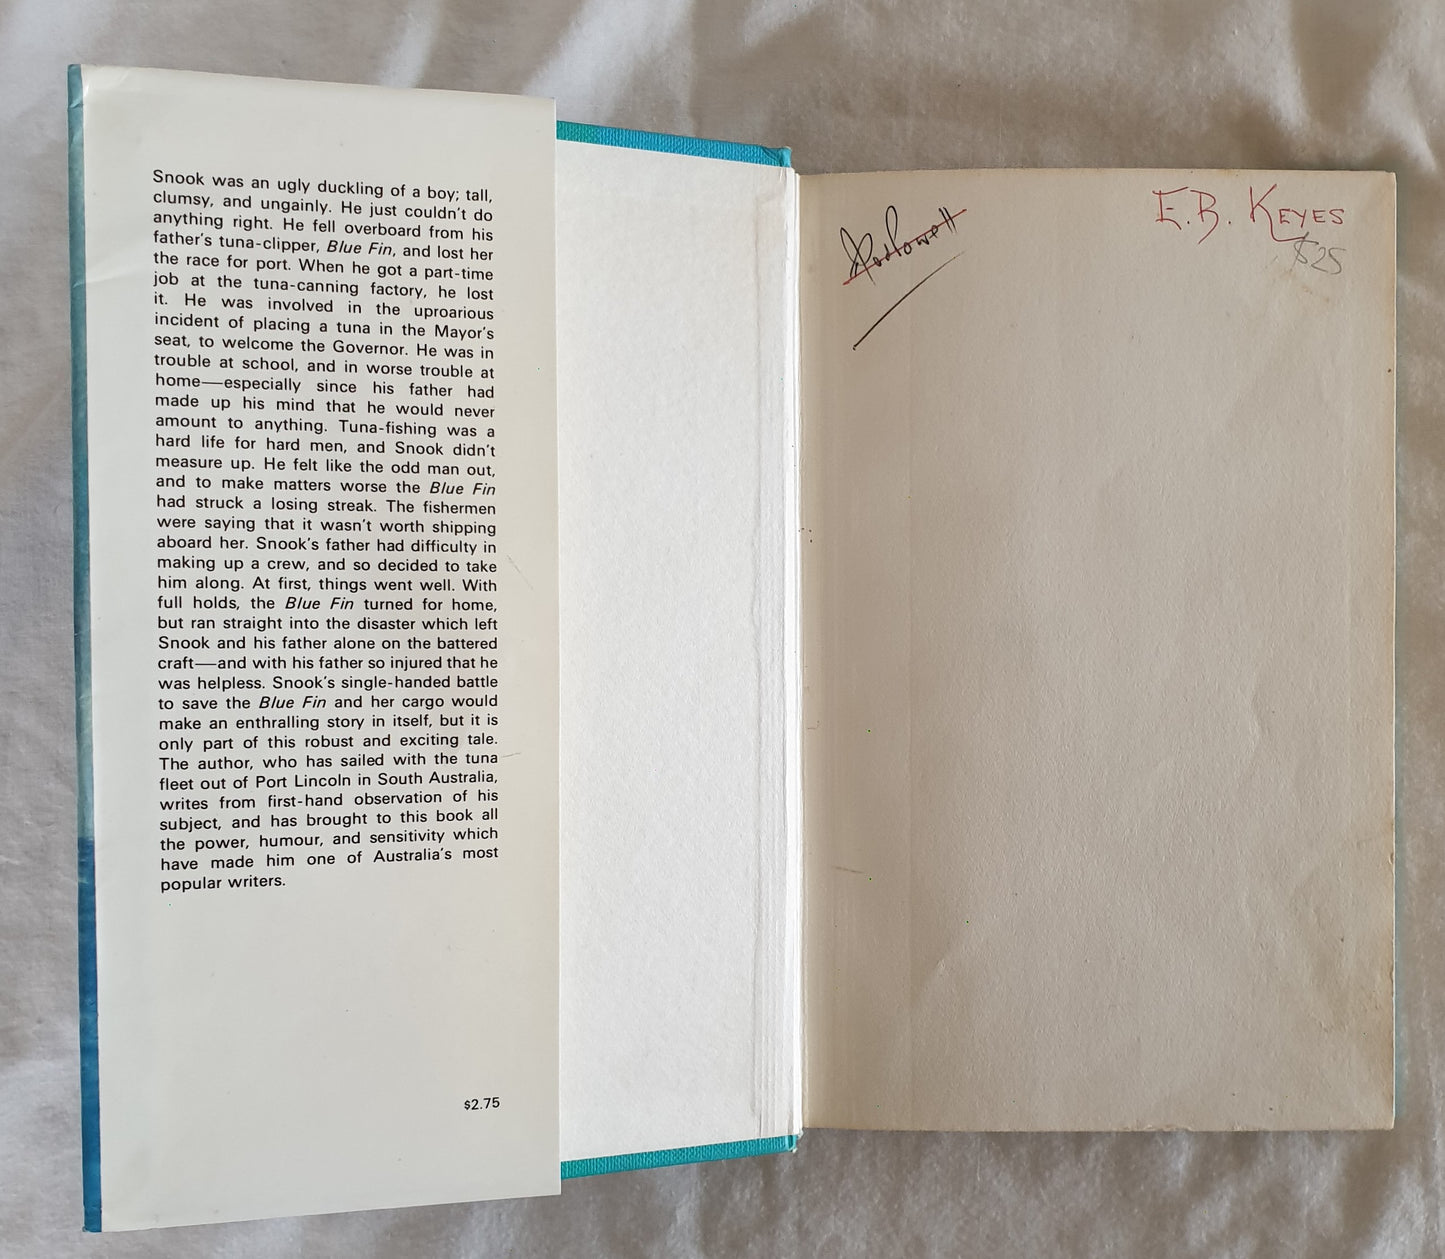 Snook was an ugly duckling of a boy; tall,
clumsy, and ungainly. He just couldn't do
anything right. He fell overboard from his
father's tuna-clipper, Blue Fin, and lost her
the race for port. When he got a part-time
job at the tuna-canning factory, he lost
it. He was involved in the uproarious
incident of placing a tuna in the Mayor's
seat, to welcome the Governor. He was in
trouble at school, and in worse trouble at
home—especially since his father had
made up his mind that he would never
amount to anything. Tuna-fishing was a
hard life for hard men, and Snook didn't
measure up. He felt like the odd man out,
and to make matters worse the Blue Fin
had struck a losing streak. The fishermen
were saying that it wasn't worth shipping
aboard her. Snook's father had difficulty in
making up a crew, and so decided to take
him along. At first, things went well. With
full holds, the Blue Fin turned for home,
but ran straight into the disaster which left
Snook and his father alone on the battered
craft—and with his father so injured that he
was helpless. Snook's single-handed battle
to save the Blue Fin and her cargo would
make an enthralling story in itself, but it is
only part of this robust and exciting tale.
The author, who has sailed with the tuna
fleet out of Port Lincoln in South Australia,
writes from first-hand observation of his
subject, and has brought to this book all
the power, humour, and sensitivity which
have made him one of Australia's most
popular writers.
$2.75
E.B. KEYES
$25